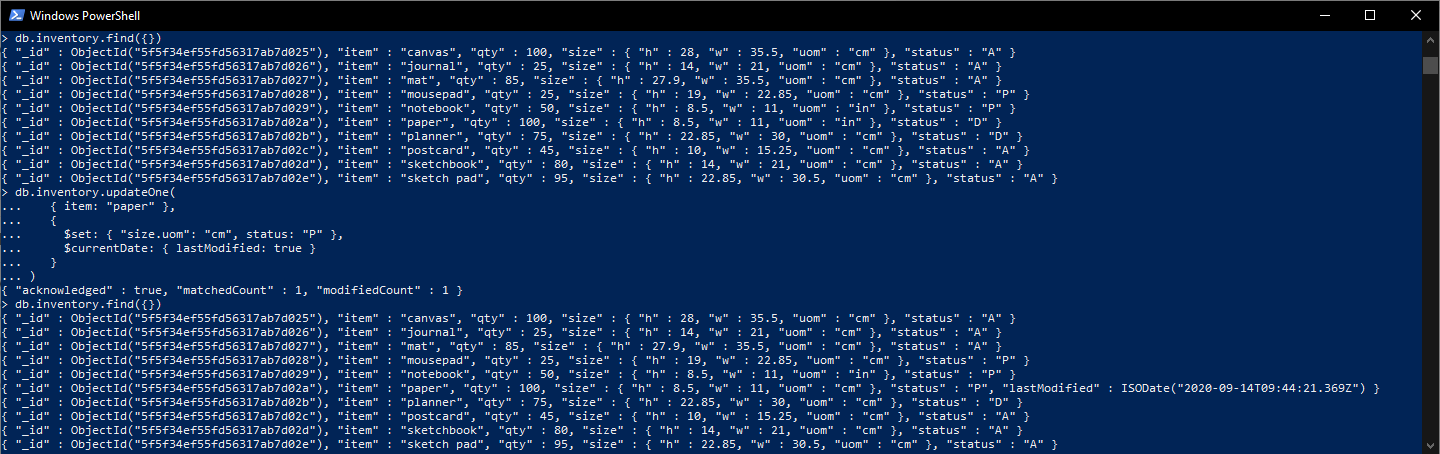 Windows PowerShell
> db.inventory.find({})
{ "_id" : ObjectId("5f5f34ef55fd56317ab7d025"), "item" : "canvas", "qty" : 100, "size" : { "h" : 28, "w" : 35.5, "uom" : "cm" }, "status" : "A" }
{ "_id" : ObjectId("5f5f34ef55fd56317ab7d026"), "item" : "journal", "qty" : 25, "size" : { "h" : 14, "w" : 21, "uom" : "cm" }, "status" : "A" }
{ "_id" : ObjectId("5f5f34ef55fd56317ab7d027"), "item" : "mat", "qty" : 85, "size" : { "h" : 27.9, "w" : 35.5, "uom" : "cm" }, "status" : "A" }
{ "_id" : ObjectId("5f5f34ef55fd56317ab7d028"), "item" : "mousepad", "qty" : 25, "size" : { "h" : 19, "w" : 22.85, "uom" : "cm" }, "status" : "P" }
{ "_id" : ObjectId("5f5f34ef55fd56317ab7d029"), "item" : "notebook", "qty" : 50, "size" : { "h" : 8.5, "w" : 11, "uom" : "in" }, "status" : "P" }
{ "_id" : ObjectId("5f5f34ef55fd56317ab7d02a"), "item" : "paper", "qty" : 100, "size" : { "h" : 8.5, "w" : 11, "uom" : "in" }, "status" : "D" }
{ "_id" : ObjectId("5f5f34ef55fd56317ab7d02b"), "item" : "planner", "qty" : 75, "size" : { "h" : 22.85, "w" : 30, "uom" : "cm" }, "status" : "D" }
{ "_id" : ObjectId("5f5f34ef55fd56317ab7d02c"), "item" : "postcard", "qty" : 45, "size" : { "h" : 10, "w" : 15.25, "uom" : "cm" }, "status" : "A" }
{ "_id" : ObjectId("5f5f34ef55fd56317ab7d02d"), "item" : "sketchbook", "qty" : 80, "size" : { "h" : 14, "w" : 21, "uom" : "cm" }, "status" : "A" }
{ "_id" : ObjectId("5f5f34ef55fd56317ab7d02e"), "item" : "sketch pad", "qty" : 95, "size" : { "h" : 22.85, "w" : 30.5, "uom" : "cm" }, "status" : "A" }
> db.inventory.updateOne(
...    { item: "paper" },
...    {
...      $set: { "size.uom": "cm", status: "P" },
...      $currentDate: { lastModified: true }
...    }
... )
{ "acknowledged" : true, "matchedCount" : 1, "modifiedCount" : 1 }
> db.inventory.find({})
{ "_id" : ObjectId("5f5f34ef55fd56317ab7d025"), "item" : "canvas", "qty" : 100, "size" : { "h" : 28, "w" : 35.5, "uom" : "cm" }, "status" : "A" }
{ "_id" : ObjectId("5f5f34ef55fd56317ab7d026"), "item" : "journal", "qty" : 25, "size" : { "h" : 14, "w" : 21, "uom" : "cm" }, "status" : "A" }
{ "_id" : ObjectId("5f5f34ef55fd56317ab7d027"), "item" : "mat", "qty" : 85, "size" : { "h" : 27.9, "w" : 35.5, "uom" : "cm" }, "status" : "A" }
{ "_id" : ObjectId("5f5f34ef55fd56317ab7d028"), "item" : "mousepad", "qty" : 25, "size" : { "h" : 19, "w" : 22.85, "uom" : "cm" }, "status" : "P" }
{ "_id" : ObjectId("5f5f34ef55fd56317ab7d029"), "item" : "notebook", "qty" : 50, "size" : { "h" : 8.5, "w" : 11, "uom" : "in" }, "status" : "P" }
{ "_id" : ObjectId("5f5f34ef55fd56317ab7d02a"), "item" : "paper", "qty" : 100, "size" : { "h" : 8.5, "w" : 11, "uom" : "cm" }, "status" : "P", "lastModified" : ISODate("2020-09-14T09:44:21.369Z") }
{ "_id" : ObjectId("5f5f34ef55fd56317ab7d02b"), "item" : "planner", "qty" : 75, "size" : { "h" : 22.85, "w" : 30, "uom" : "cm" }, "status" : "D" }
{ "_id" : ObjectId("5f5f34ef55fd56317ab7d02c"), "item" : "postcard", "qty" : 45, "size" : { "h" : 10, "w" : 15.25, "uom" : "cm" }, "status" : "A" }
{ "_id" : ObjectId("5f5f34ef55fd56317ab7d02d"), "item" : "sketchbook", "qty" : 80, "size" : { "h" : 14, "w" : 21, "uom" : "cm" }, "status" : "A" }
{ "_id" : ObjectId("5f5f34ef55fd56317ab7d02e"), "item" : "sketch pad", "qty" : 95, "size" : { "h" : 22.85, "w" : 30.5, "uom" : "cm" }, "status" : "A" }